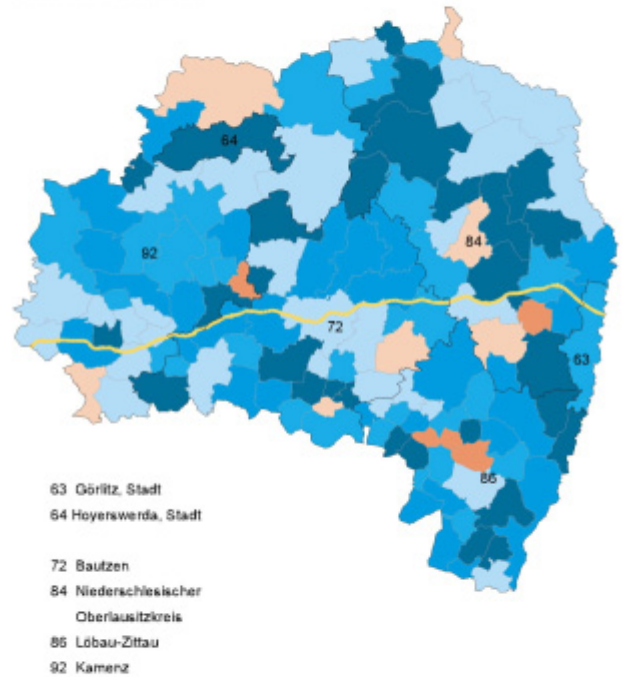 64
84
92
72
63
86
63 Görlitz, Stadt
64 Hoyerswerda, Stadt
72 Bautzen
84 Niederschlesischer
Oberlausitzkreis
86 Löbau-Zittau
92 Kamenz